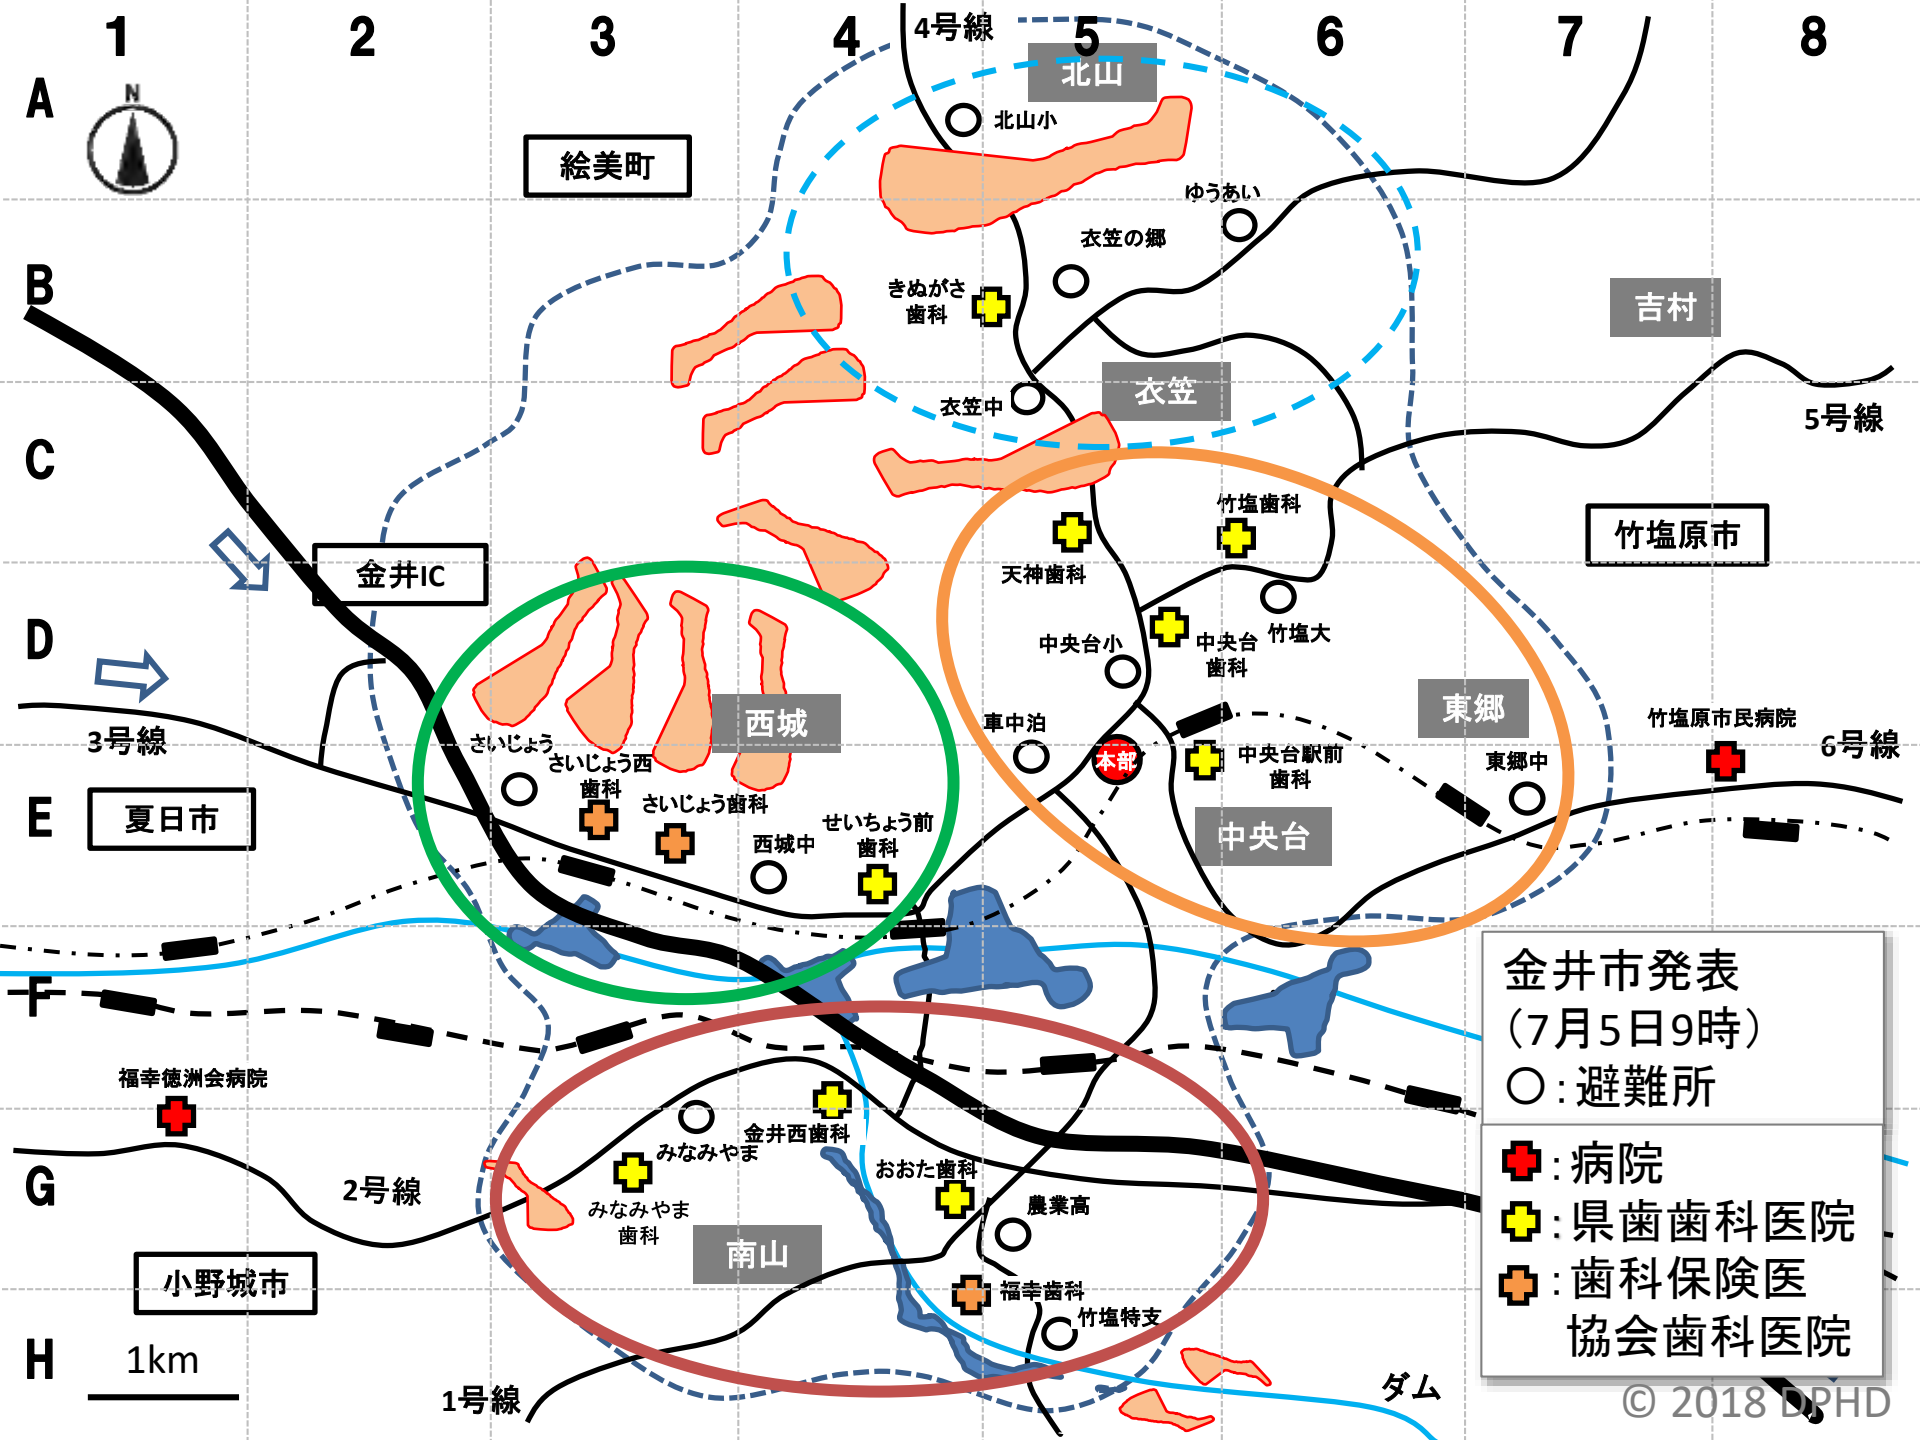 1
2
3
4
5
6
7
8
A
B
C
D
E
F
G
H
N
4号線
北山
北山小
絵美町
ゆうあい
衣笠の郷
きぬがさ
歯科
吉村
衣笠
衣笠中
5号線
竹塩歯科
竹塩原市
天神歯科
金井IC
中央台小
中央台
歯科
竹塩大
東郷
西城
車中泊
竹塩原市民病院
3号線
さいじょう
さいじょう西
歯科
本部
中央台駅前
歯科
東郷中
6号線
夏日市
さいじょう歯科
せいちょう前
歯科
西城中
中央台
金井市発表
（7月5日9時）
○：避難所
福幸徳洲会病院
金井西歯科
みなみやま
おおた歯科
2号線
みなみやま
歯科
農業高
南山
小野城市
福幸歯科
竹塩特支
1km
1号線
ダム
：病院
：県歯歯科医院
：歯科保険医
協会歯科医院
© 2018 DPHD